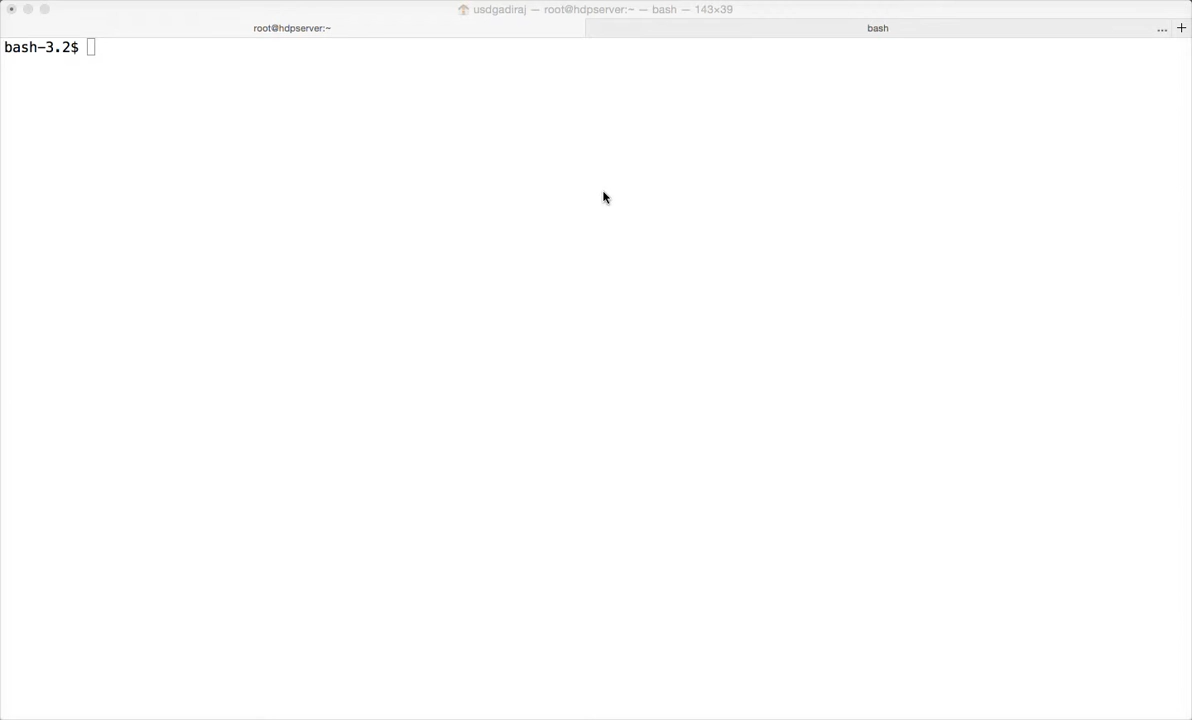 usdgadiraj — root@hdpserver:~ — bash — 143×39
root@hdpserver:~
bash
...
+
bash-3.2$